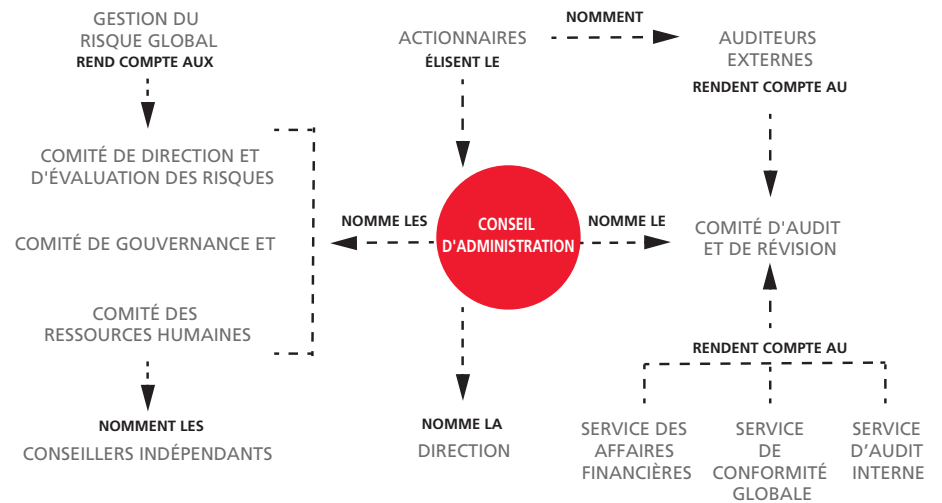 GESTION DU
RISQUE GLOBAL
REND COMPTE AUX
COMITÉ DE DIRECTION ET
D'ÉVALUATION DES RISQUES
COMITÉ DE GOUVERNANCE ET
COMITÉ DES
RESSOURCES HUMAINES
NOMMENT LES
CONSEILLERS INDÉPENDANTS
ACTIONNAIRES
ÉLISENT LE
NOMMENT
AUDITEURS
EXTERNES
RENDENT COMPTE AU
NOMME LES
CONSEIL
D'ADMINISTRATION
NOMME LE
COMITÉ D'AUDIT
ET DE RÉVISION
NOMME LA
DIRECTION
RENDENT COMPTE AU
SERVICE DES
AFFAIRES
FINANCIÈRES
SERVICE
DE
CONFORMITÉ
GLOBALE
SERVICE
D’AUDIT
INTERNE